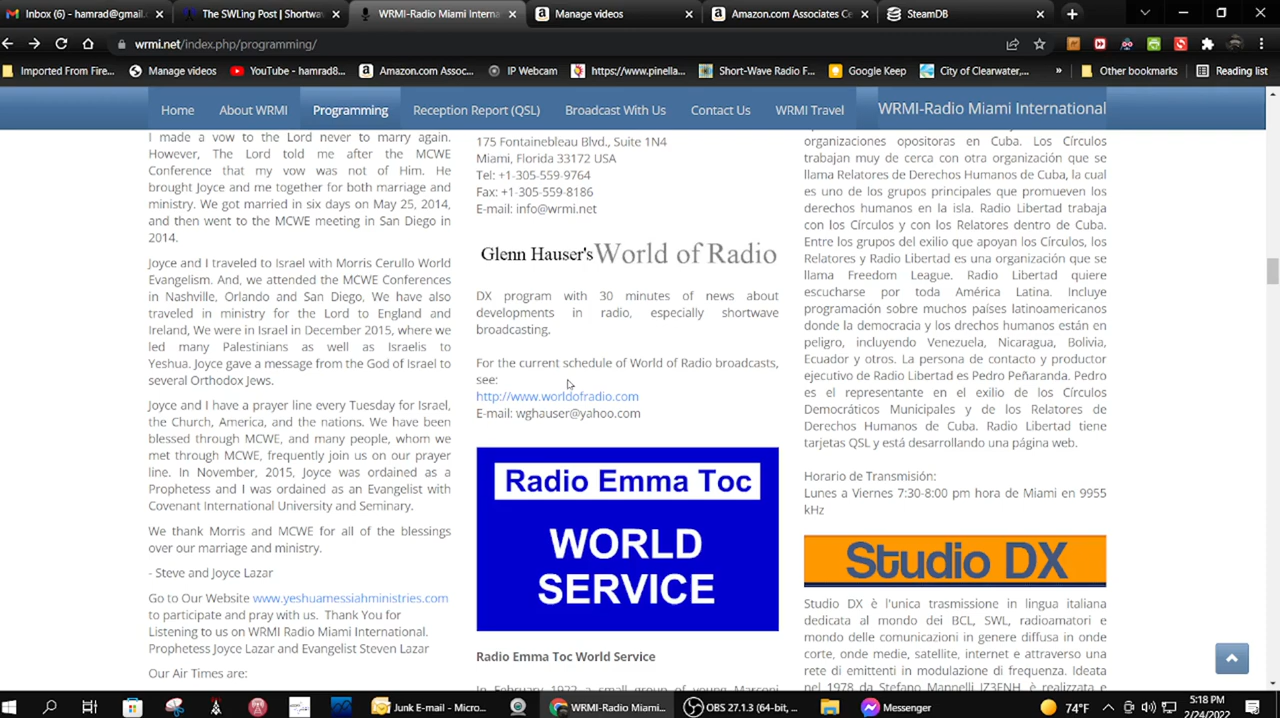 Inbox (6) - hamrad@gmail.c
The SWLing Post | Shortwav
WRMI-Radio Miami Internat
Manage videos
Amazon.com Associates Ce
SteamDB
wrmi.net/index.php/programming/
Imported From Fire...
Manage videos
YouTube - hamrad8...
Amazon.com Assoc...
IP Webcam
https://www.pinella...
Short-Wave Radio F...
Google Keep
City of Clearwater,...
»
Other bookmarks
Reading list
Home
About WRMI
Programming
Reception Report (QSL)
Broadcast With Us
Contact Us
WRMI Travel
WRMI-Radio Miami International
I made a vow to the Lord never to marry again.
However, The Lord told me after the MCWE
Conference that my vow was not of Him. He
brought Joyce and me together for both marriage and
ministry. We got married in six days on May 25, 2014,
and then went to the MCWE meeting in San Diego in
2014.
Joyce and I traveled to Israel with Morris Cerullo World
Evangelism. And, we attended the MCWE Conferences
in Nashville, Orlando and San Diego, We have also
traveled in ministry for the Lord to England and
Ireland, We were in Israel in December 2015, where we
led many Palestinians as well as Israelis to
Yeshua. Joyce gave a message from the God of Israel to
several Orthodox Jews.
Joyce and I have a prayer line every Tuesday for Israel,
the Church, America, and the nations. We have been
blessed through MCWE, and many people, whom we
met through MCWE, frequently join us on our prayer
line. In November, 2015, Joyce was ordained as a
Prophetess and I was ordained as an Evangelist with
Covenant International University and Seminary.
We thank Morris and MCWE for all of the blessings
over our marriage and ministry.
- Steve and Joyce Lazar
Go to Our Website www.yeshuamessiahministries.com
to participate and pray with us. Thank You for
Listening to us on WRMI Radio Miami International.
Prophetess Joyce Lazar and Evangelist Steven Lazar
Our Air Times are:
175 Fontainebleau Blvd., Suite 1N4
Miami, Florida 33172 USA
Tel: +1-305-559-9764
Fax: +1-305-559-8186
E-mail: info@wrmi.net
Glenn Hauser's World of Radio
DX program with 30 minutes of news about
developments in radio, especially shortwave
broadcasting.
For the current schedule of World of Radio broadcasts,
see:
http://www.worldofradio.com
E-mail: wghauser@yahoo.com
Radio Emma Toc
WORLD
SERVICE
Radio Emma Toc World Service
In February 1922 a small group of young Marconi
organizaciones opositoras en Cuba. Los Círculos
trabajan muy de cerca con otra organización que se
llama Relatores de Derechos Humanos de Cuba, la cual
es uno de los grupos principales que promueven los
derechos humanos en la isla. Radio Libertad trabaja
con los Círculos y con los Relatores dentro de Cuba.
Entre los grupos del exilio que apoyan los Círculos, los
Relatores y Radio Libertad es una organización que se
llama Freedom League. Radio Libertad quiere
escucharse por toda América Latina. Incluye
programación sobre muchos países latinoamericanos
donde la democracia y los drechos humanos están en
peligro, incluyendo Venezuela, Nicaragua, Bolivia,
Ecuador y otros. La persona de contacto y productor
ejecutivo de Radio Libertad es Pedro Peñaranda. Pedro
es el representante en el exilio de los Círculos
Democráticos Municipales y de los Relatores de
Derechos Humanos de Cuba. Radio Libertad tiene
tarjetas QSL y está desarrollando una página web.
Horario de Transmisión:
Lunes a Viernes 7:30-8:00 pm hora de Miami en 9955
kHz
Studio DX
Studio DX è l'unica trasmissione in lingua italiana
dedicata al mondo dei BCL, SWL, radioamatori e
mondo delle comunicazioni in genere diffusa in onde
corte, onde medie, satellite, internet e attraverso una
rete di emittenti in modulazione di frequenza. Ideata
nel 1978 da Stefano Mannelli IZ3ENH, è realizzata e
Junk E-mail - Micro...
WRMI-Radio Miami...
OBS 27.1.3 (64-bit,...
Messenger
74°F
5:18 PM
2/24/2022